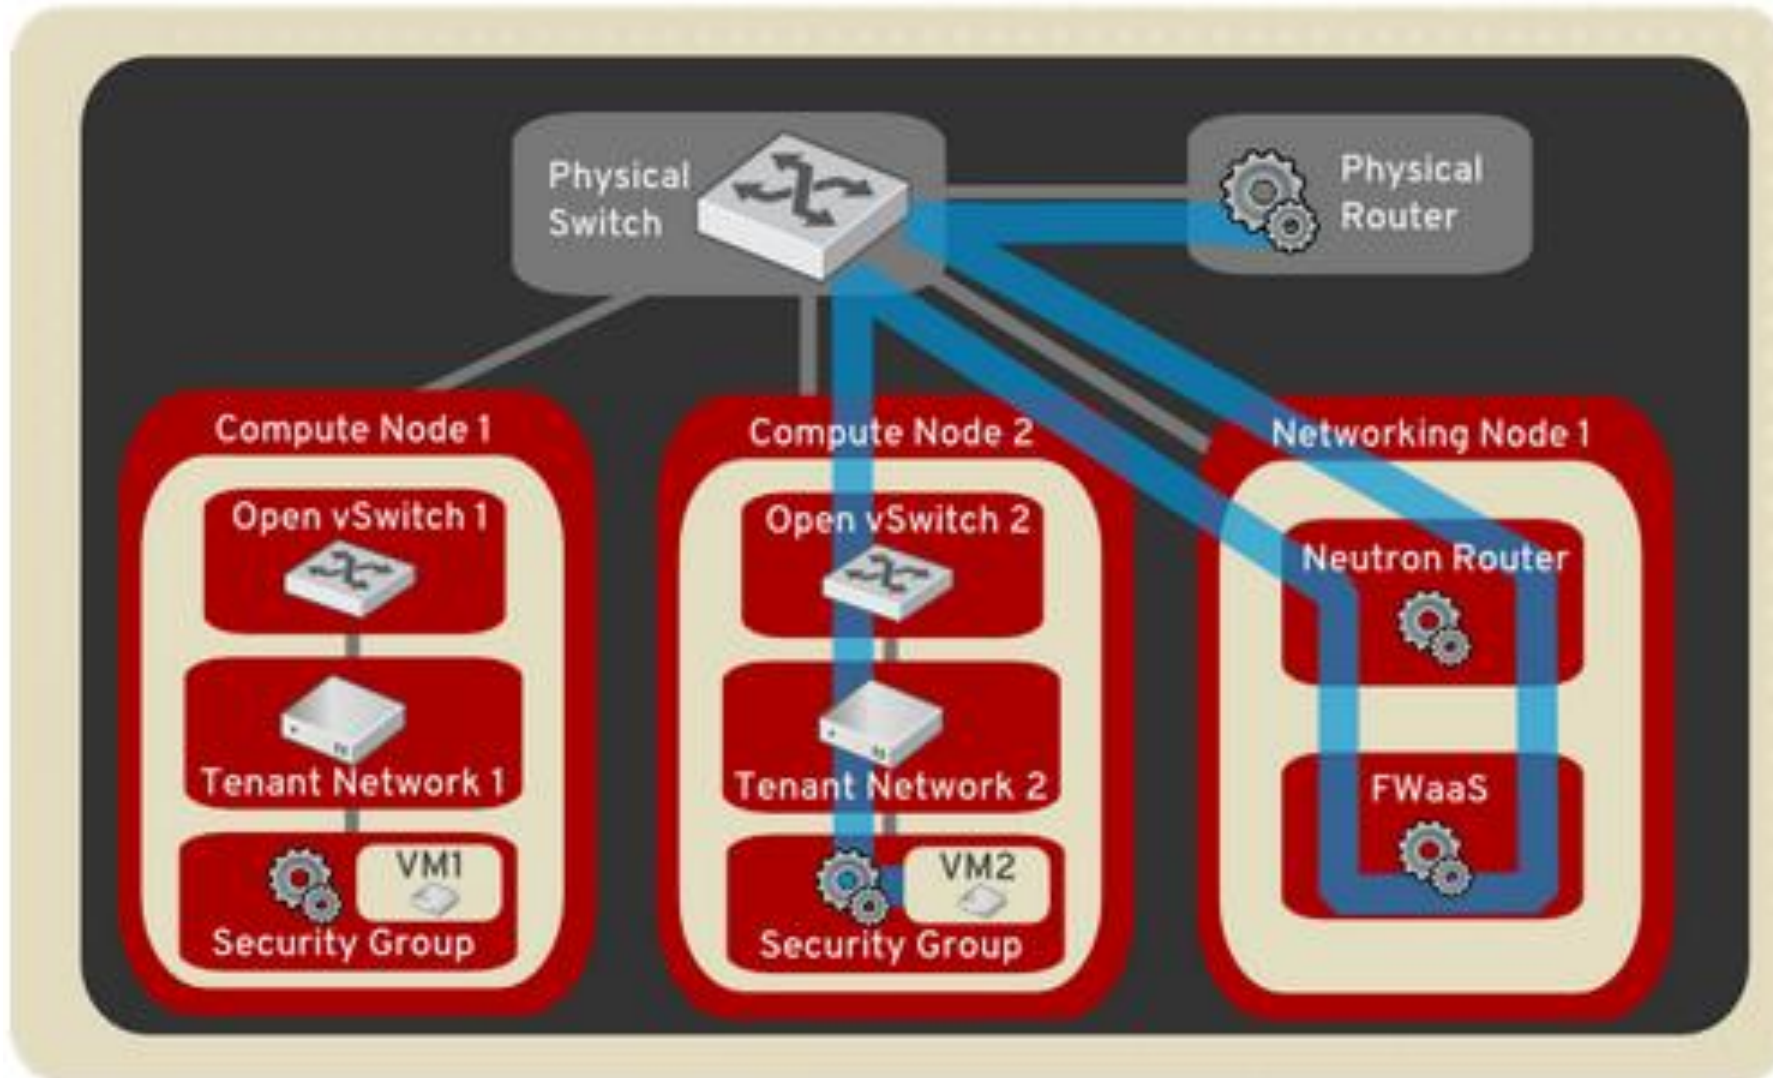 Physical
Switch
Physical
Router
Compute Node 1
Open vSwitch 1
Tenant Network 1
VM1
Security Group
Compute Node 2
Open vSwitch 2
Tenant Network 2
VM2
Security Group
Networking Node 1
Neutron Router
FWaaS